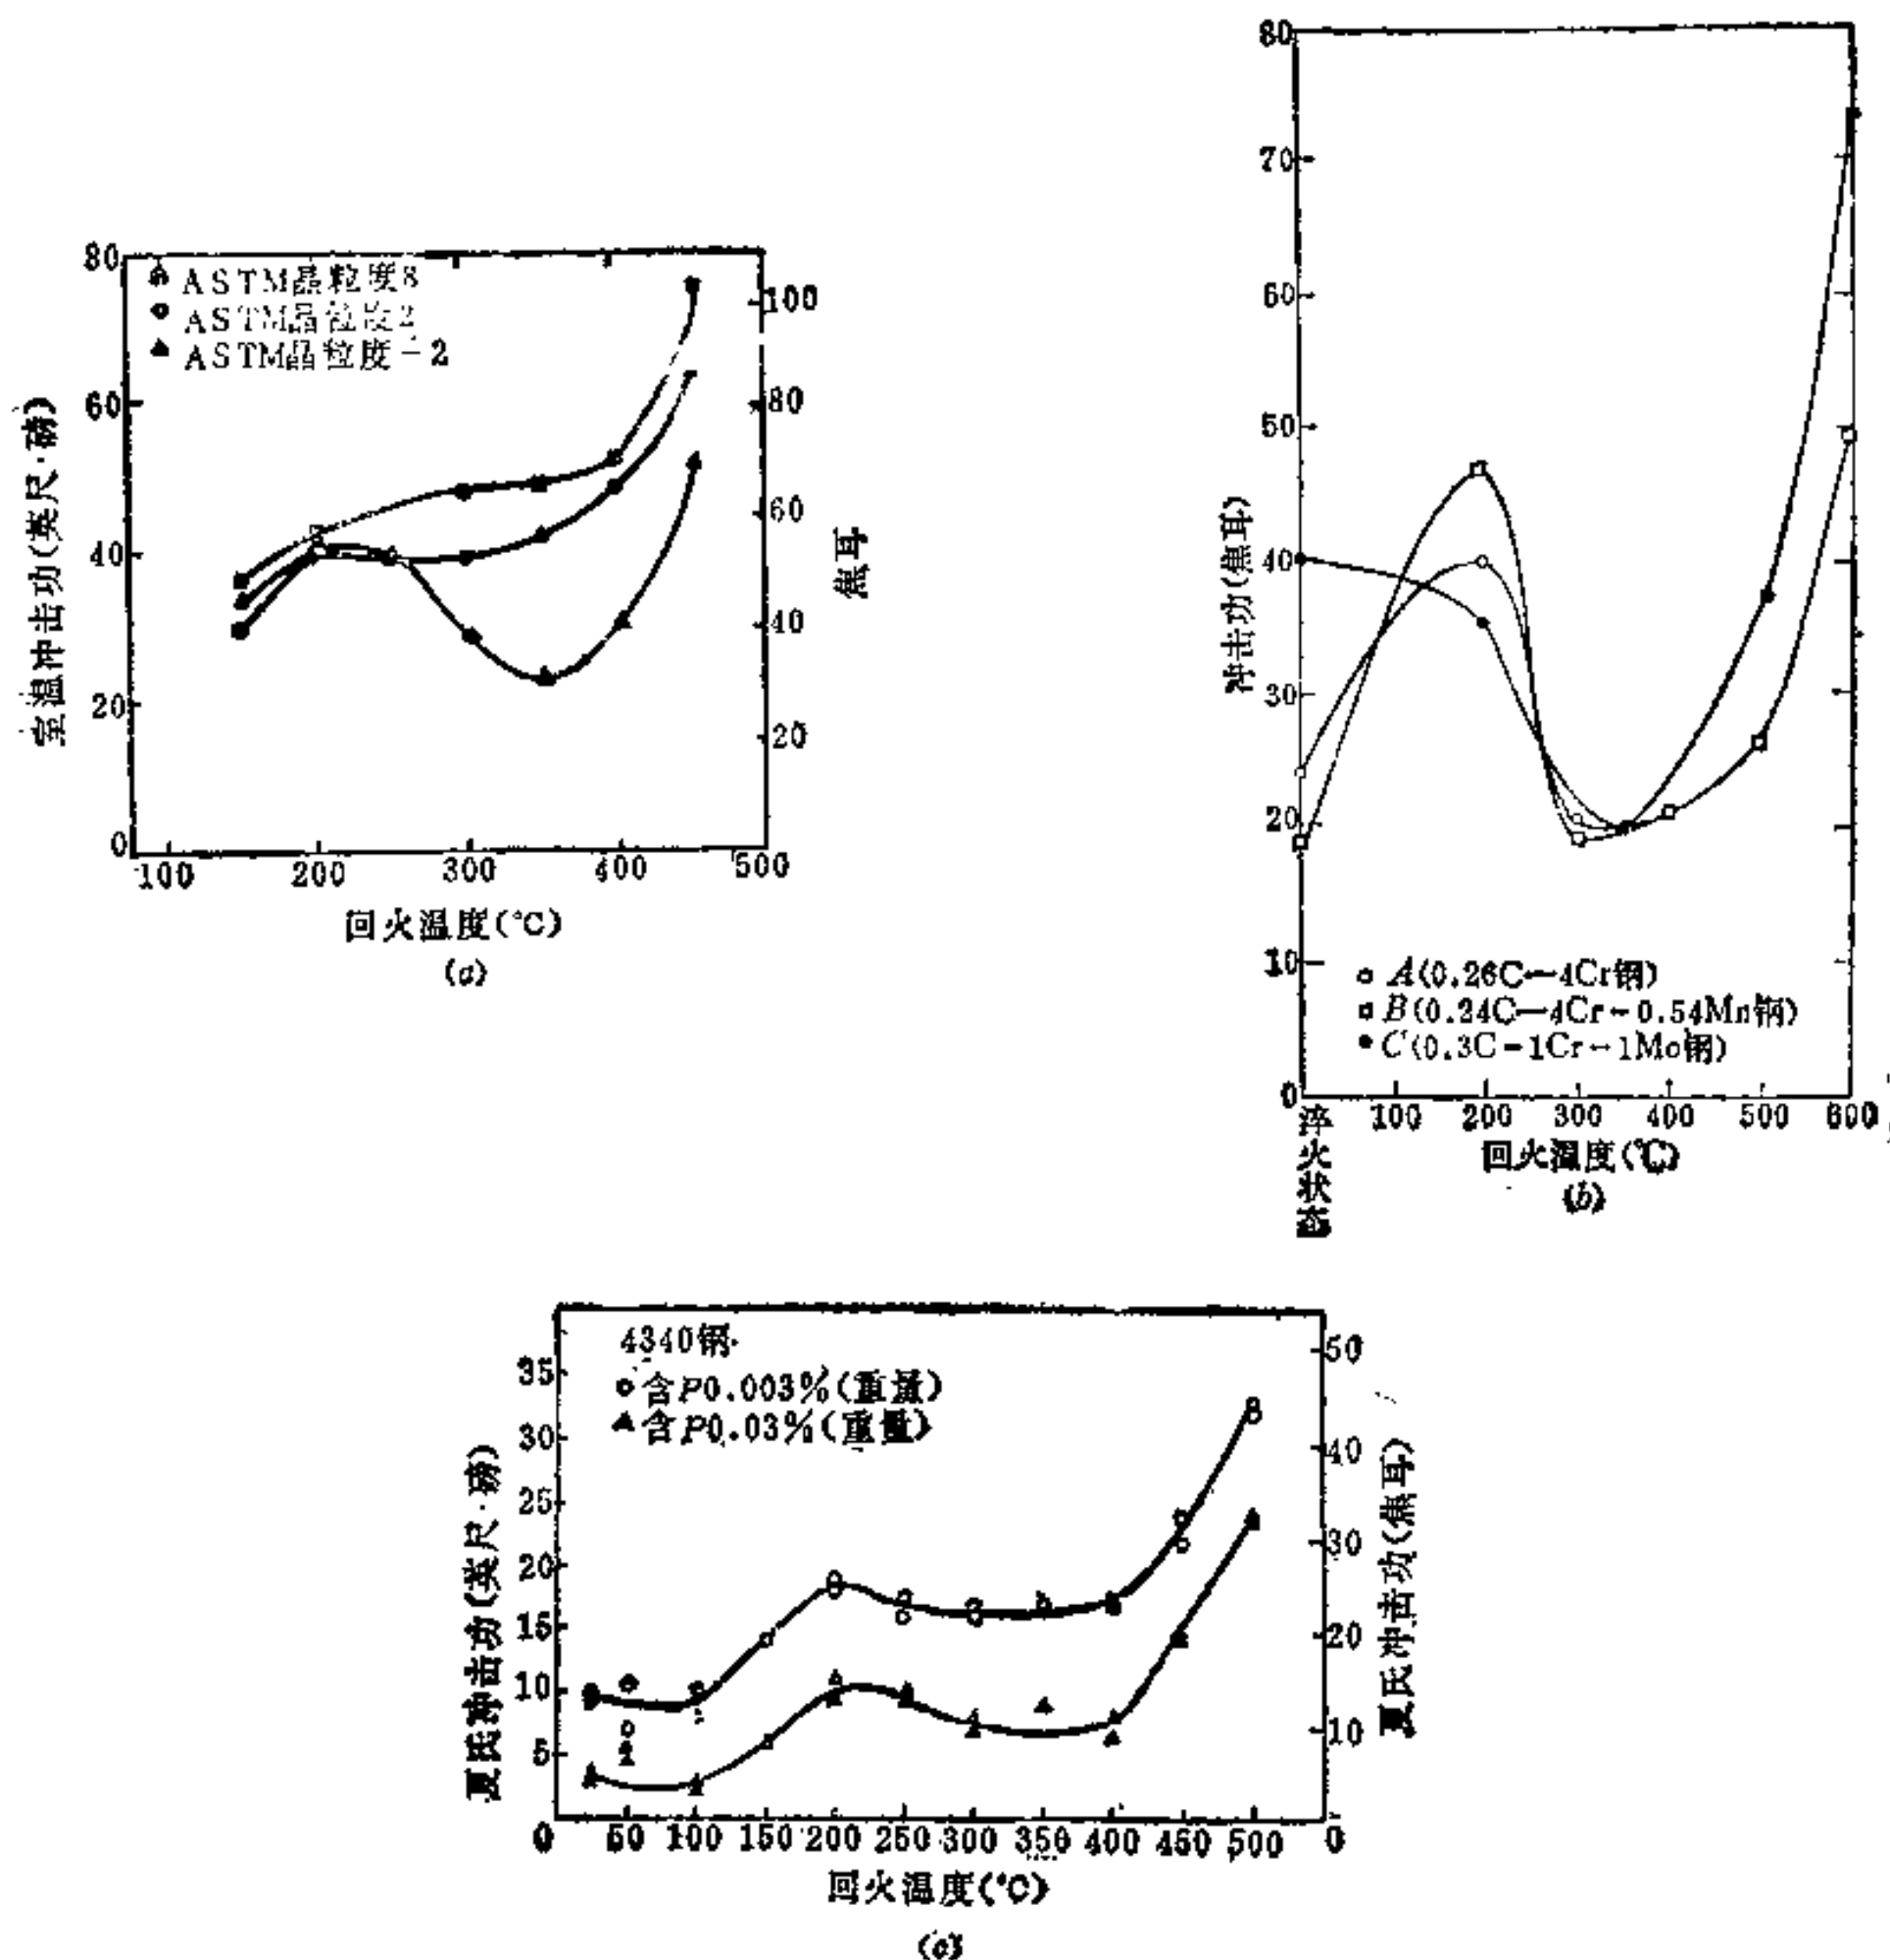 80
60
40
20
0
ASTM晶粒度8
ASTM晶粒度2
ASTM晶粒度-2
100
80
60
40
20
室温冲击功(英尺·磅)
焦耳
100 200 300 400 500
回火温度(℃)
(a)
80
70
60
50
40
30
20
10
0
冲击功(焦耳)
A(0.26C-4Cr钢)
B(0.24C-4Cr-0.54Mn钢)
C(0.3C-1Cr-1Mo钢)
淬火状态
100 200 300 400 500 600
回火温度(℃)
(b)
4340钢
含P0.003%(重量)
含P0.03%(重量)
35
30
25
20
15
10
5
50
40
30
20
10
夏氏冲击功(英尺·磅)
夏氏冲击功(焦耳)
0 50 100 150 200 250 300 350 400 450 500 0
回火温度(℃)
(c)